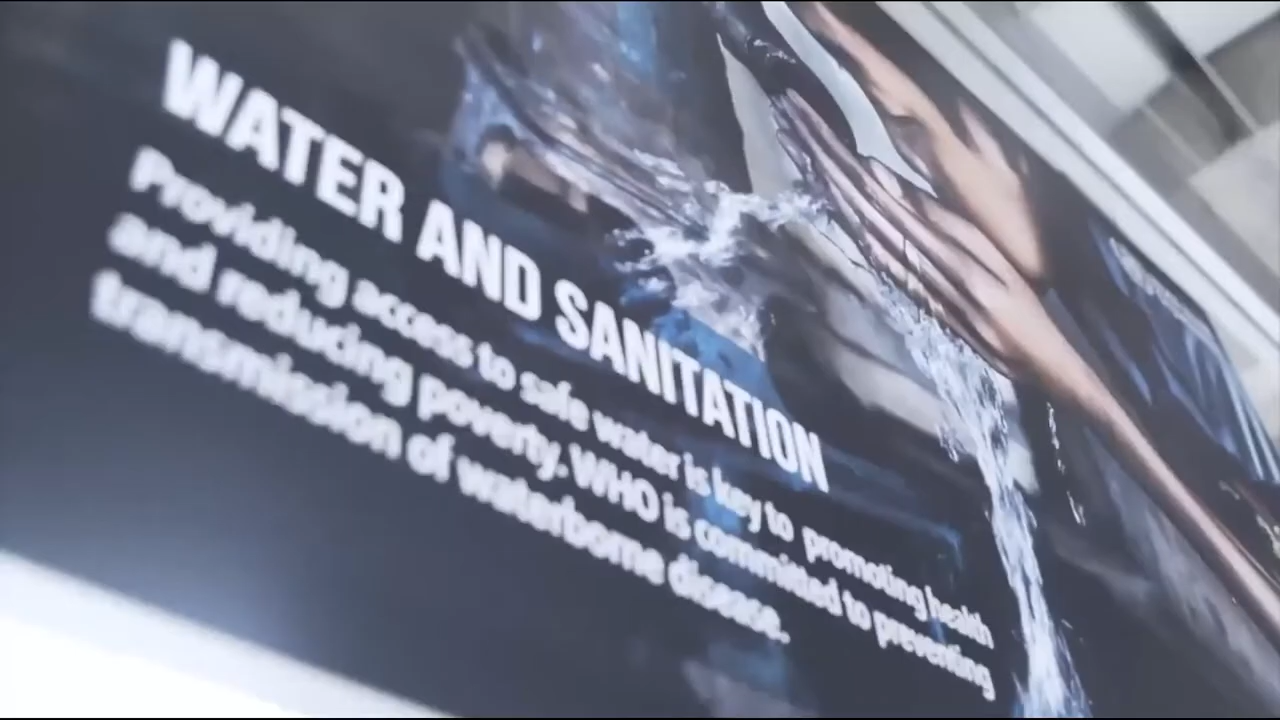 WATER AND SANITATION
Providing access to safe water is key to promoting health
and reducing poverty. WHO is committed to preventing
transmission of waterborne disease.